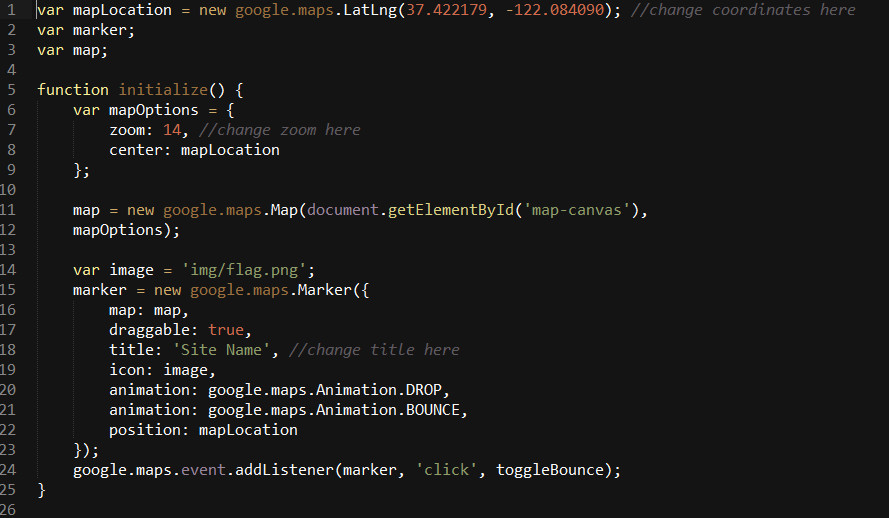 1 var mapLocation = new google.maps.LatLng(37.422179, -122.084090); //change coordinates here
2 var marker;
3 var map;
4
5 function initialize() {
6     var mapOptions = {
7         zoom: 14, //change zoom here
8         center: mapLocation
9     };
10
11     map = new google.maps.Map(document.getElementById('map-canvas'),
12     mapOptions);
13
14     var image = 'img/flag.png';
15     marker = new google.maps.Marker({
16         map: map,
17         draggable: true,
18         title: 'Site Name', //change title here
19         icon: image,
20         animation: google.maps.Animation.DROP,
21         animation: google.maps.Animation.BOUNCE,
22         position: mapLocation
23     });
24     google.maps.event.addListener(marker, 'click', toggleBounce);
25 }
26